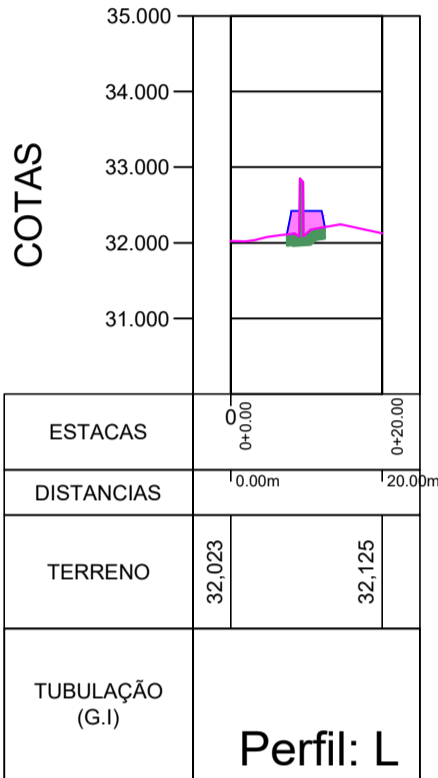 35.000
34.000
33.000
32.000
31.000
COTAS
ESTACAS
0
0+0.00
0+20.00
DISTANCIAS
0.00m
20.00m
TERRENO
32,023
32,125
TUBULAÇÃO
(G.I)
Perfil: L